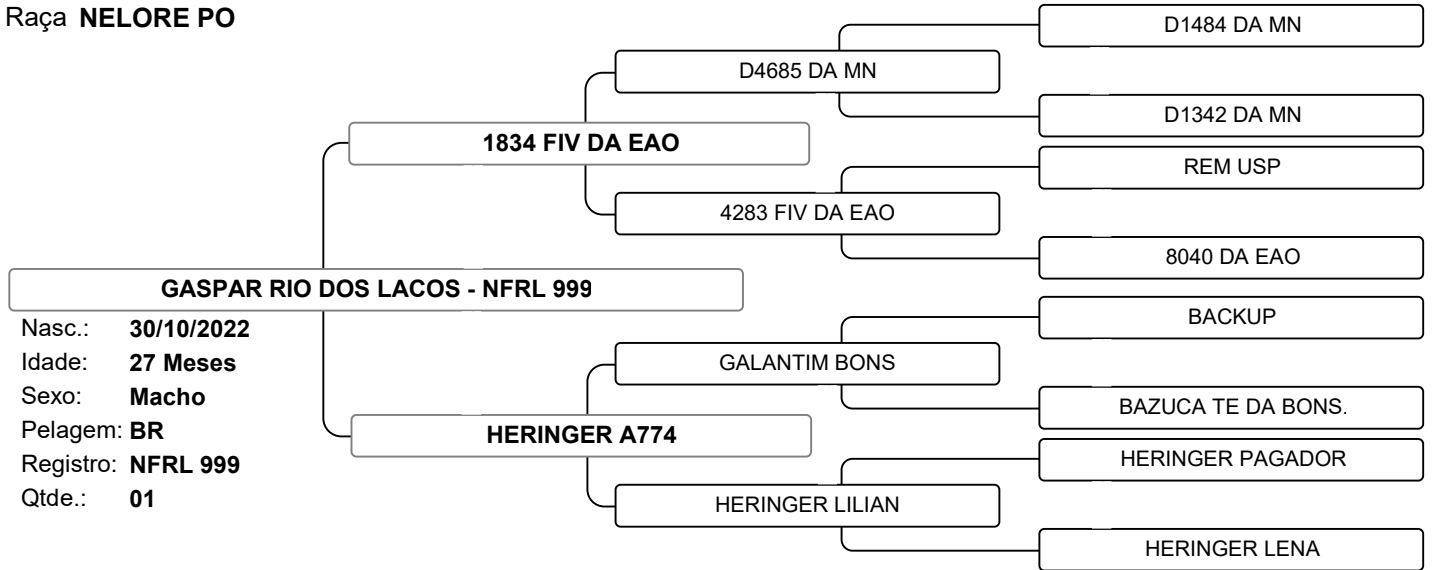 Raça NELORE PO
D1484 DA MN
D4685 DA MN
D1342 DA MN
1834 FIV DA EAO
REM USP
4283 FIV DA EAO
8040 DA EAO
GASPAR RIO DOS LACOS - NFRL 999
Nasc.: 30/10/2022
Idade: 27 Meses
Sexo: Macho
Pelagem: BR
Registro: NFRL 999
Qtde.: 01
BACKUP
GALANTIM BONS
BAZUCA TE DA BONS.
HERINGER A774
HERINGER PAGADOR
HERINGER LILIAN
HERINGER LENA